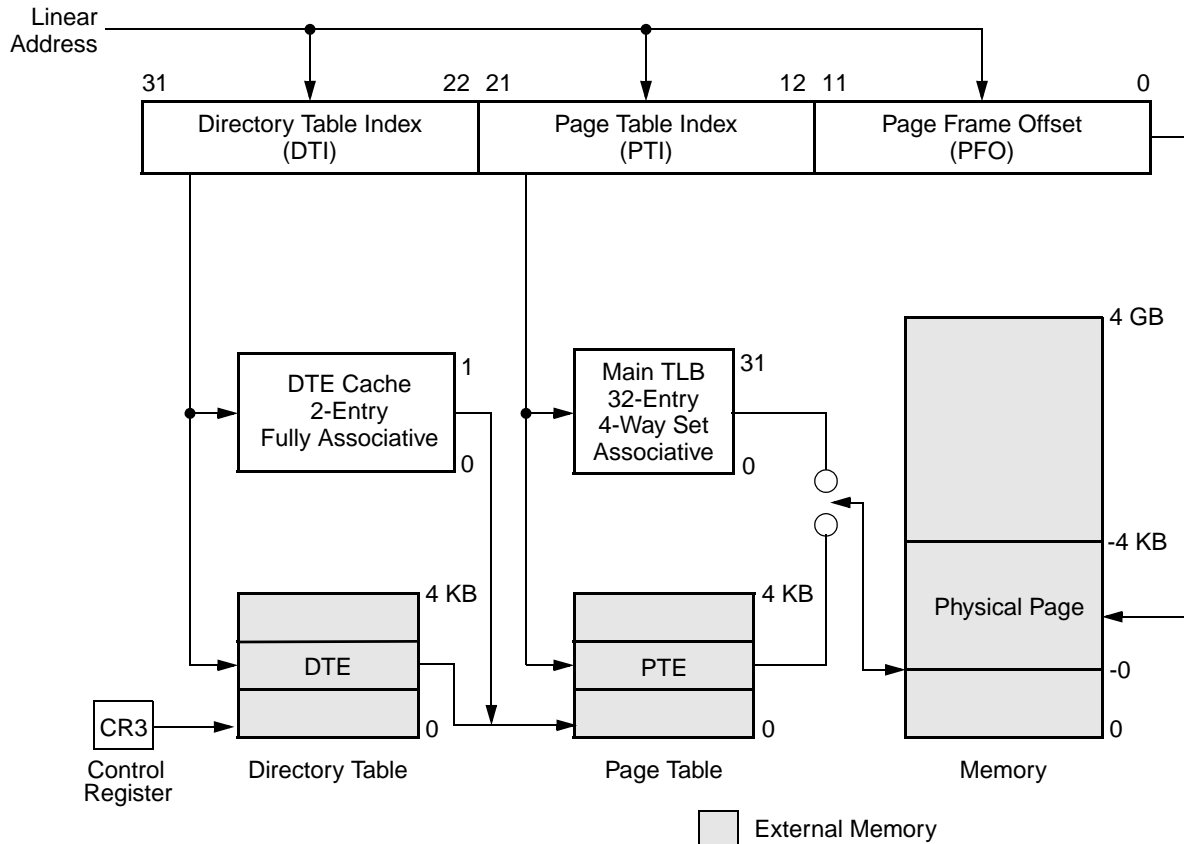 Linear
Address
31
22
21
12
11
0
Directory Table Index
(DTI)
Page Table Index
(PTI)
Page Frame Offset
(PFO)
4 GB
DTE Cache
2-Entry
Fully Associative
1
0
Main TLB
32-Entry
4-Way Set
Associative
31
0
-4 KB
Physical Page
-0
0
4 KB
DTE
0
4 KB
PTE
0
CR3
Control
Register
Directory Table
Page Table
Memory
External Memory